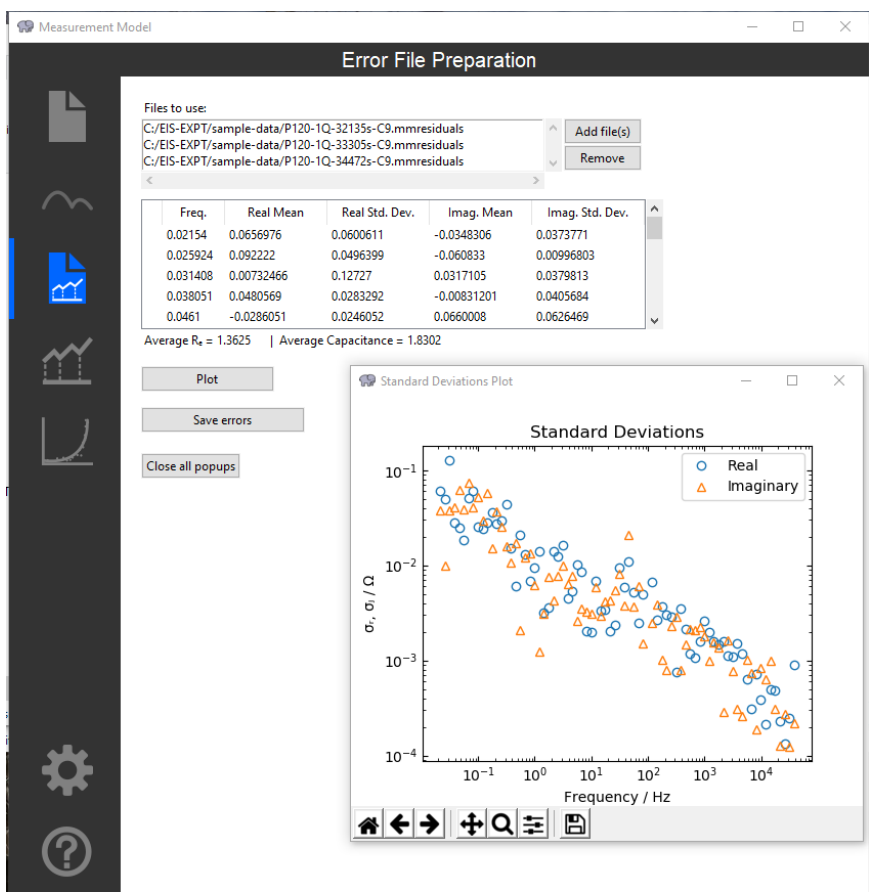 Measurement Model
Error File Preparation
Files to use:
C:/EIS-EXPT/sample-data/P120-1Q-32135s-C9.mmresiduals
C:/EIS-EXPT/sample-data/P120-1Q-33305s-C9.mmresiduals
C:/EIS-EXPT/sample-data/P120-1Q-34472s-C9.mmresiduals
Add file(s)
Remove
Freq. Real Mean Real Std. Dev. Imag. Mean Imag. Std. Dev.
0.02154 0.0656976 0.0600611 -0.0348306 0.0373771
0.025924 0.092222 0.0496399 -0.060833 0.00996803
0.031408 0.00732466 0.12727 0.0317105 0.0379813
0.038051 0.0480569 0.0283292 -0.00831201 0.0405684
0.0461 -0.0286051 0.0246052 0.0660008 0.0626469
Average Rₑ = 1.3625 | Average Capacitance = 1.8302
Plot
Save errors
Close all popups
Standard Deviations Plot
Standard Deviations
Real
Imaginary
10⁻¹
10⁻²
10⁻³
10⁻⁴
σᵣ, σⱼ / Ω
10⁻¹ 10⁰ 10¹ 10² 10³ 10⁴
Frequency / Hz